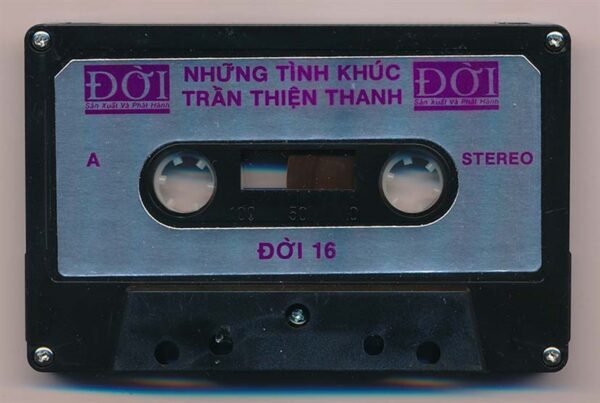 ĐỜI
Sản Xuất Và Phát Hành
NHỮNG TÌNH KHÚC
TRẦN THIỆN THANH
ĐỜI
Sản Xuất Và Phát Hành
A
STEREO
100 50 0
ĐỜI 16